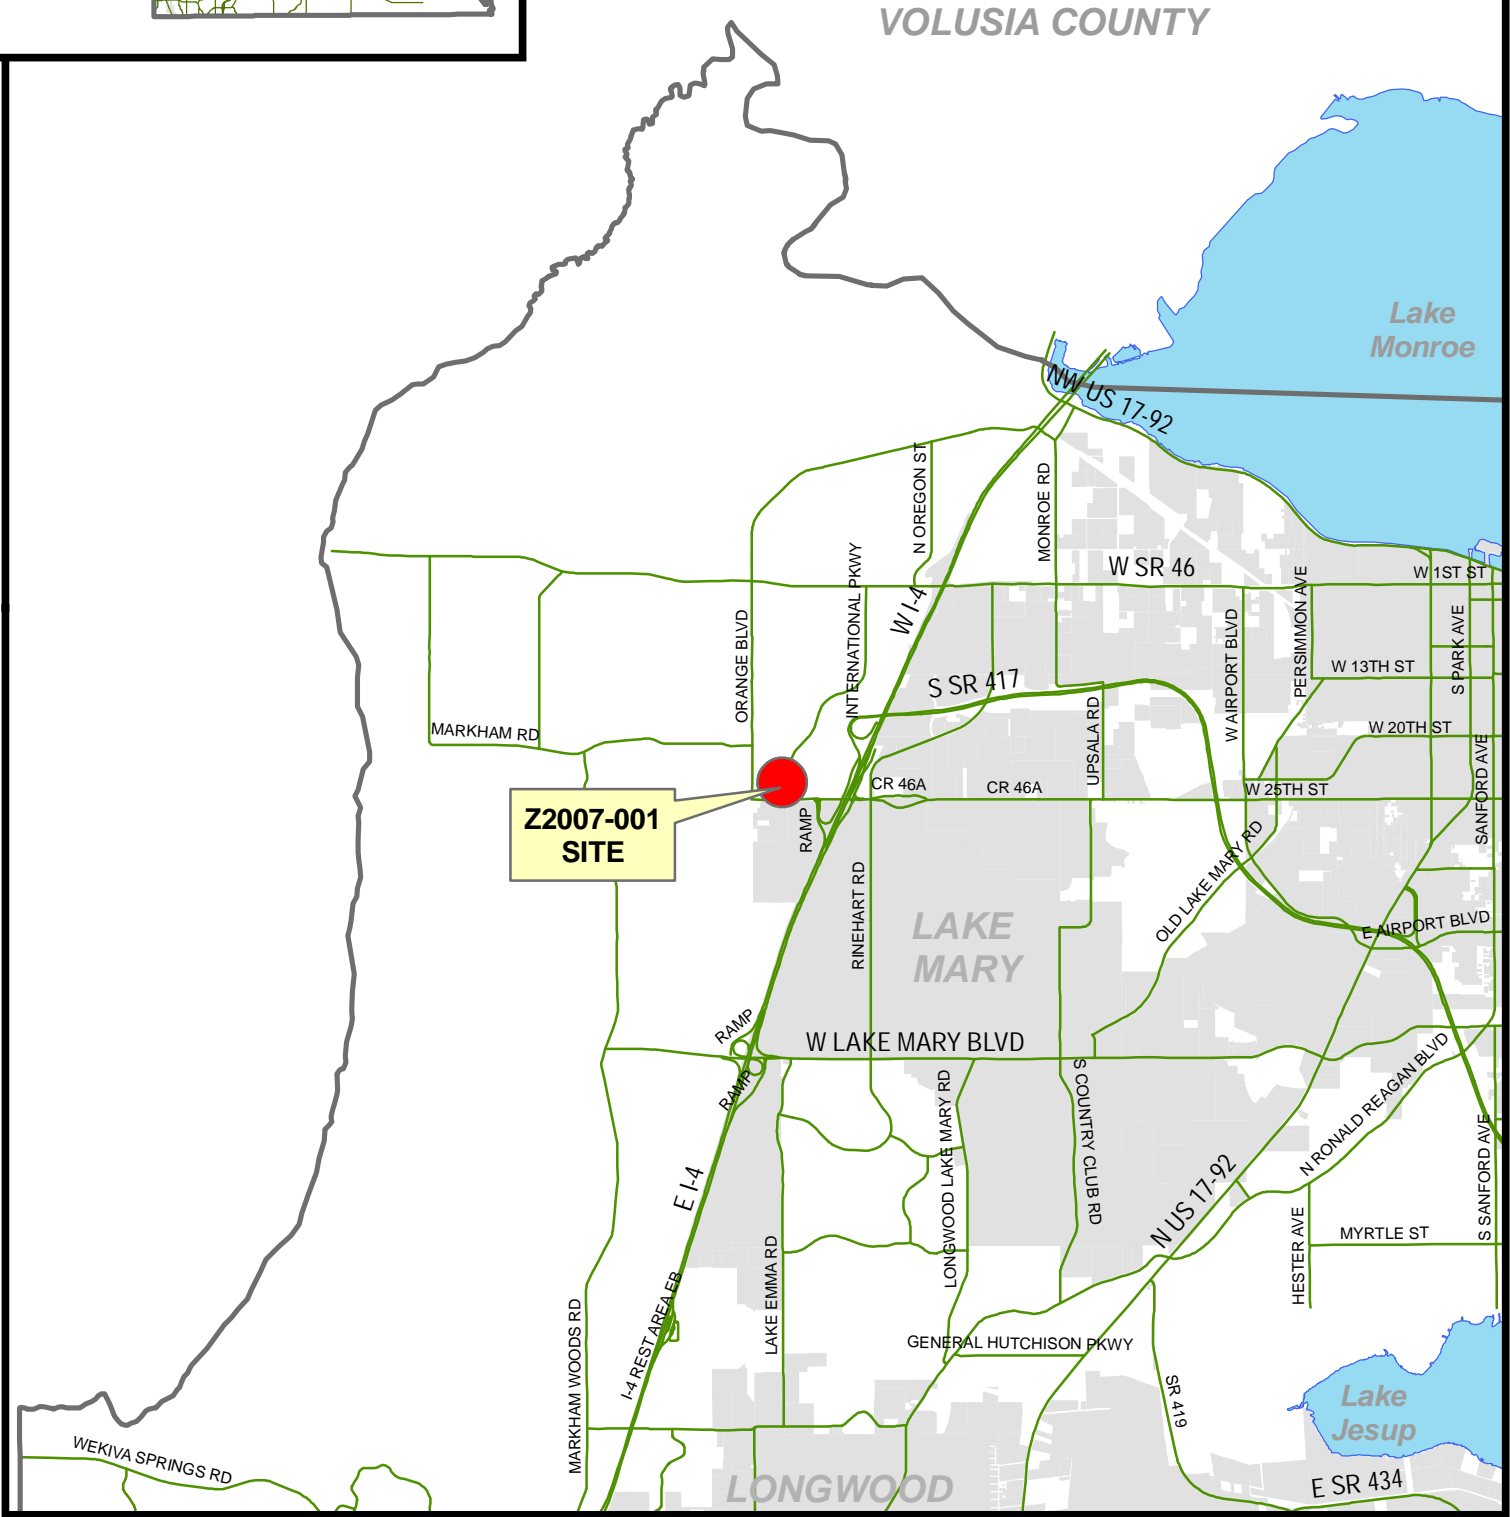 VOLUSIA COUNTY
Lake
Monroe
NW US 17-92
N OREGON ST
MONROE RD
W SR 46
W 1ST ST
INTERNATIONAL PKWY
W I-4
ORANGE BLVD
W AIRPORT BLVD
PERSIMMON AVE
S PARK AVE
W 13TH ST
S SR 417
MARKHAM RD
UPSALA RD
W 20TH ST
SANFORD AVE
CR 46A
CR 46A
W 25TH ST
Z2007-001
SITE
RAMP
RINEHART RD
OLD LAKE MARY RD
LAKE
MARY
E AIRPORT BLVD
RAMP
W LAKE MARY BLVD
RAMP
LONGWOOD LAKE MARY RD
S COUNTRY CLUB RD
N RONALD REAGAN BLVD
E I-4
N US 17-92
S SANFORD AVE
HESTER AVE
MYRTLE ST
LAKE EMMA RD
I-4 REST AREA EB
MARKHAM WOODS RD
GENERAL HUTCHISON PKWY
SR 419
Lake
Jesup
WEKIVA SPRINGS RD
LONGWOOD
E SR 434